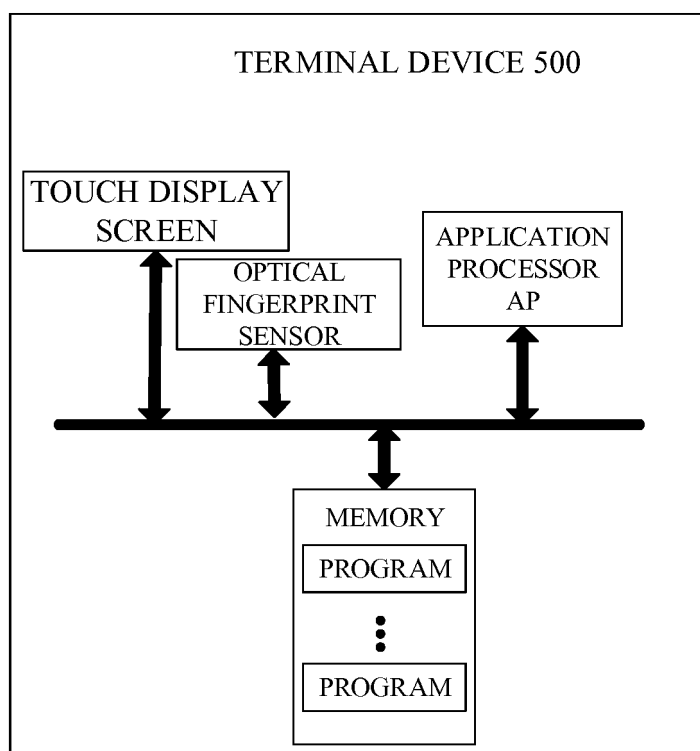 TERMINAL DEVICE 500
TOUCH DISPLAY
SCREEN
OPTICAL
FINGERPRINT
SENSOR
APPLICATION
PROCESSOR
AP
MEMORY
PROGRAM
PROGRAM